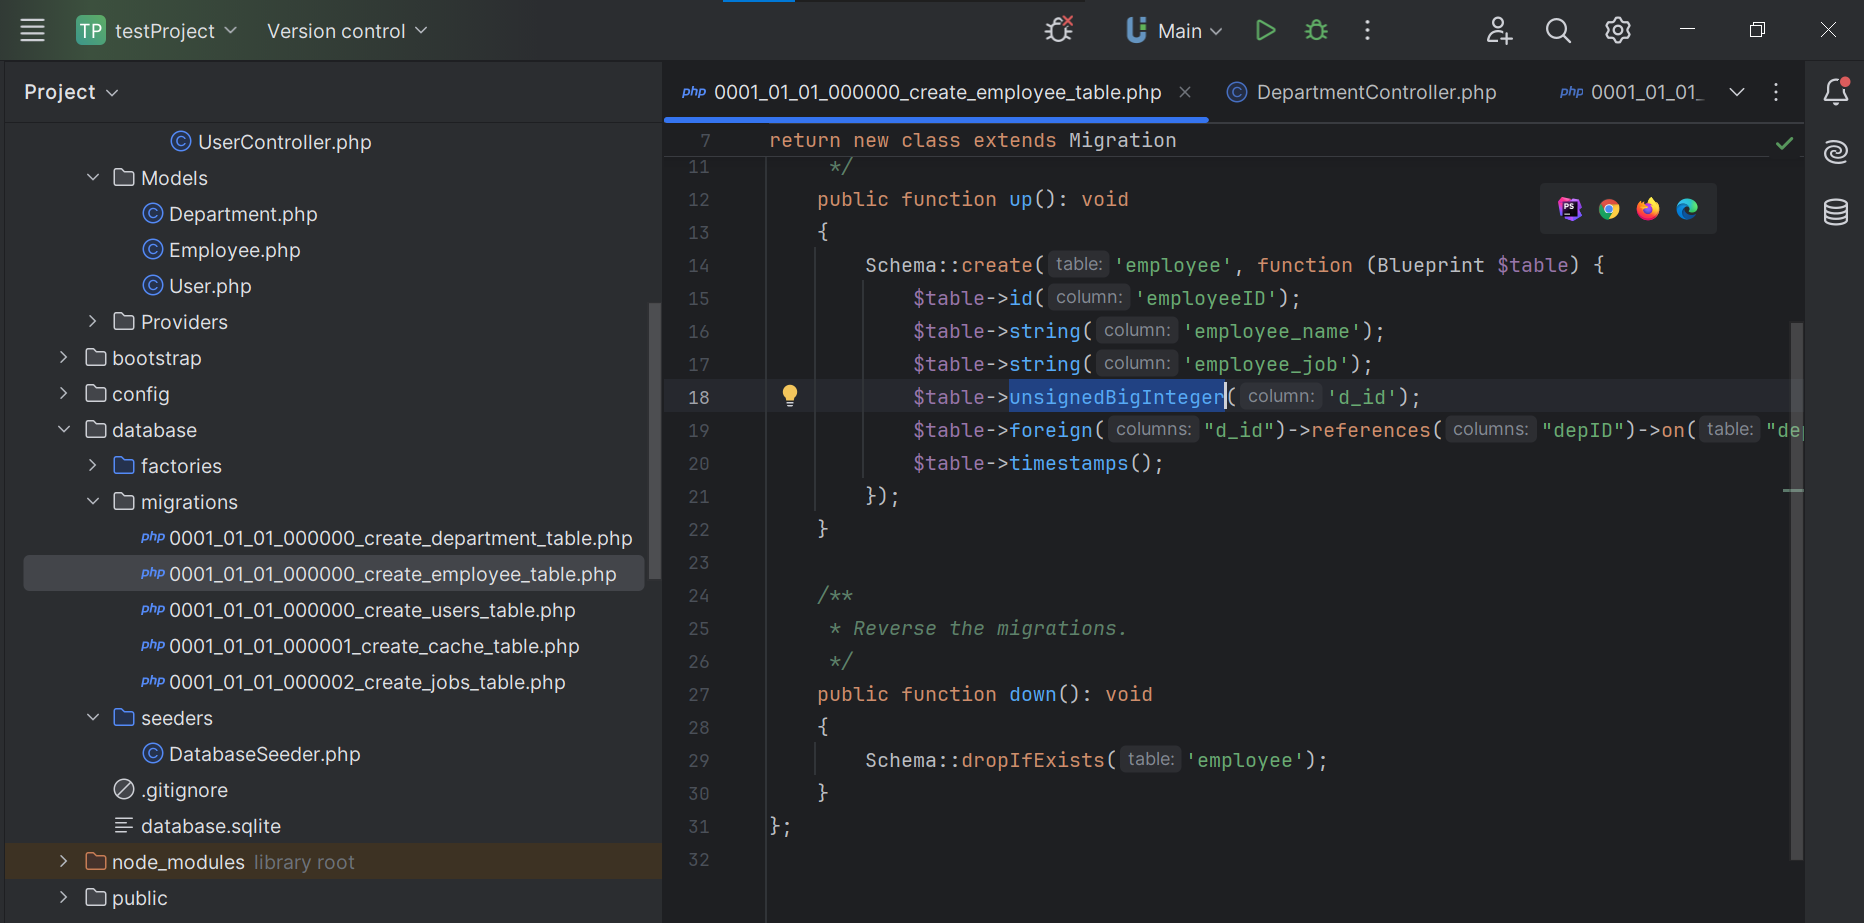 TP testProject Version control Main
Project
UserController.php
Models
Department.php
Employee.php
User.php
Providers
bootstrap
config
database
factories
migrations
php 0001_01_01_000000_create_department_table.php
php 0001_01_01_000000_create_employee_table.php
php 0001_01_01_000000_create_users_table.php
php 0001_01_01_000001_create_cache_table.php
php 0001_01_01_000002_create_jobs_table.php
seeders
DatabaseSeeder.php
.gitignore
database.sqlite
node_modules library root
public
php 0001_01_01_000000_create_employee_table.php DepartmentController.php php 0001_01_01_
7 return new class extends Migration
11 */
12 public function up(): void
13 {
14 Schema::create( table: 'employee', function (Blueprint $table) {
15 $table->id( column: 'employeeID');
16 $table->string( column: 'employee_name');
17 $table->string( column: 'employee_job');
18 $table->unsignedBigInteger( column: 'd_id');
19 $table->foreign( columns: "d_id")->references( columns: "depID")->on( table: "dep
20 $table->timestamps();
21 });
22 }
23
24 /**
25 * Reverse the migrations.
26 */
27 public function down(): void
28 {
29 Schema::dropIfExists( table: 'employee');
30 }
31 };
32
PS